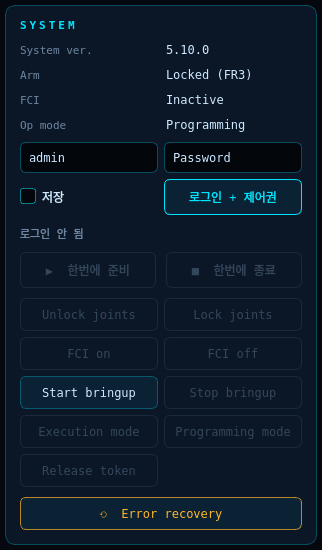 SYSTEM
System ver. 5.10.0
Arm Locked (FR3)
FCI Inactive
Op mode Programming
admin Password
저장 로그인 + 제어권
로그인 안 됨
▶ 한번에 준비 ■ 한번에 종료
Unlock joints Lock joints
FCI on FCI off
Start bringup Stop bringup
Execution mode Programming mode
Release token
⟲ Error recovery